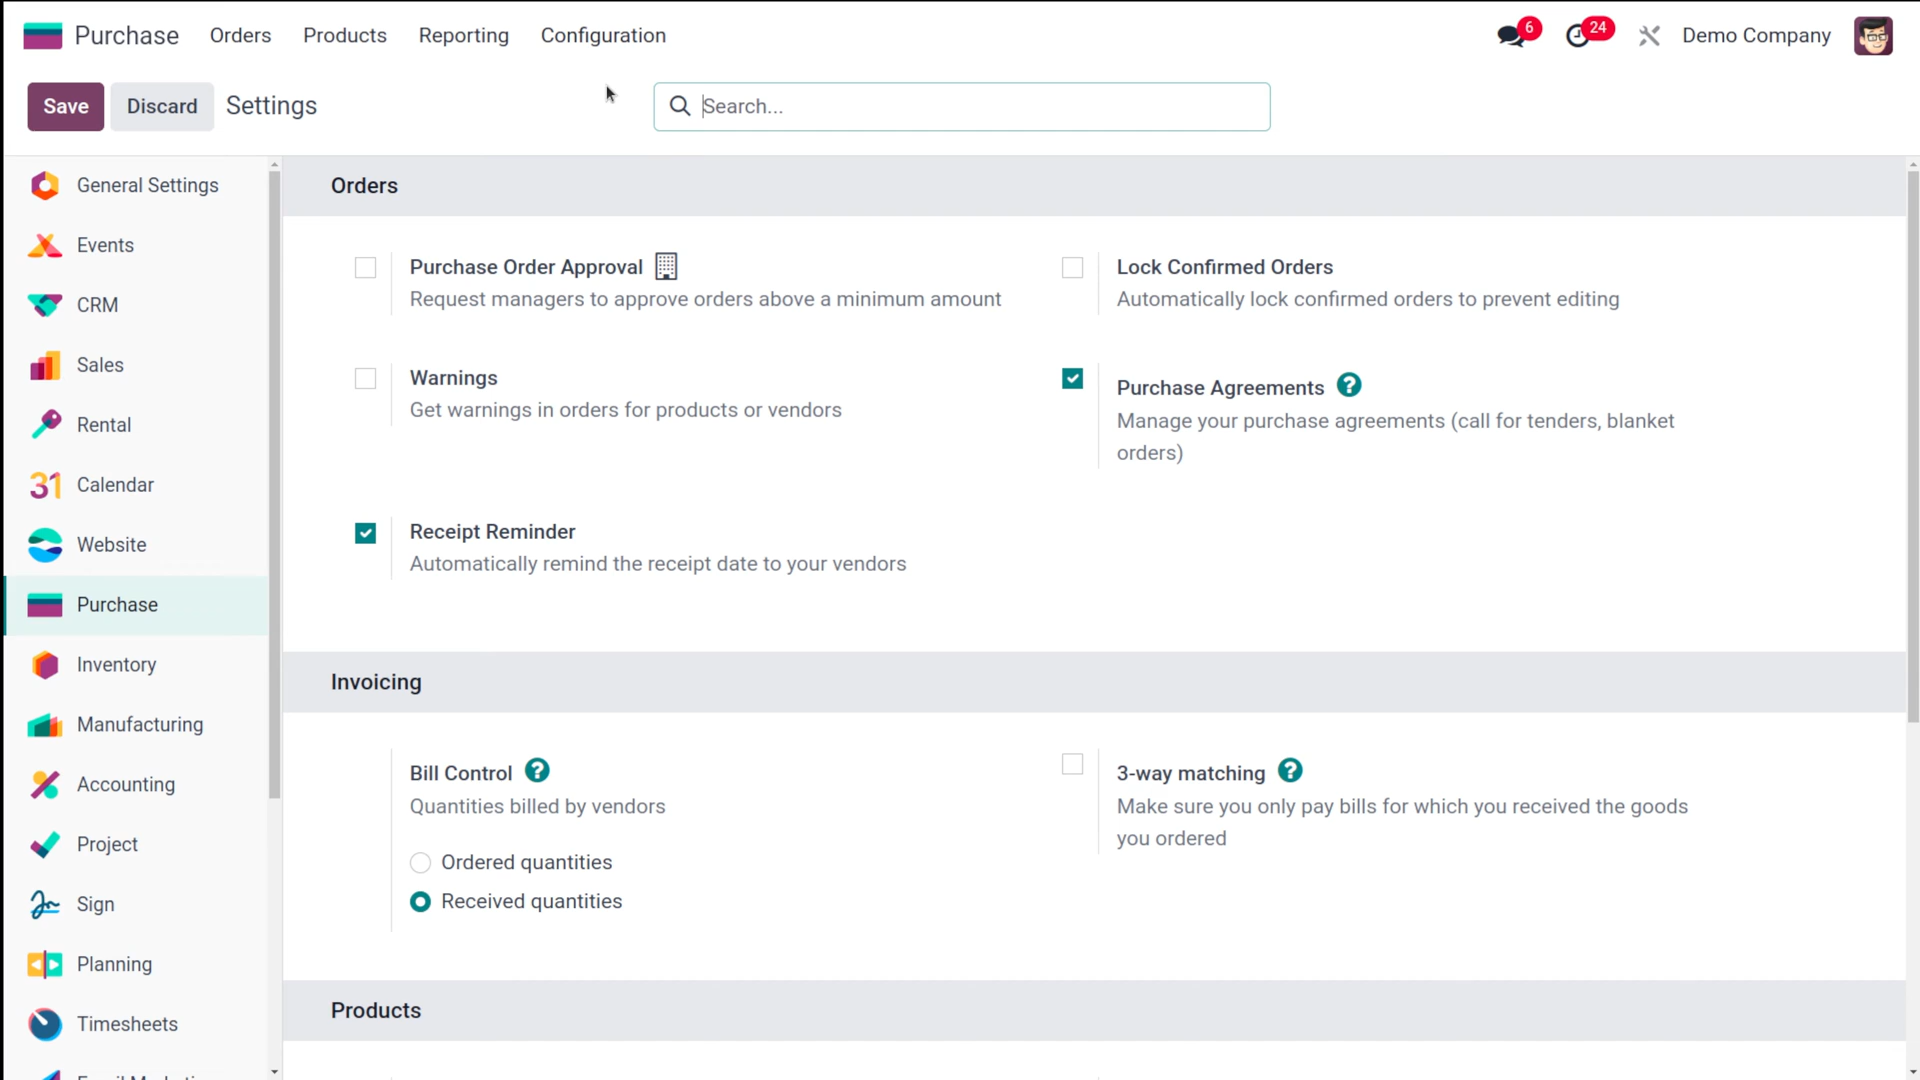 Purchase Orders Products Reporting Configuration 6 24 Demo Company
Save Discard Settings Search...
General Settings
Events
CRM
Sales
Rental
31 Calendar
Website
Purchase
Inventory
Manufacturing
Accounting
Project
Sign
Planning
Timesheets
Orders
Purchase Order Approval
Request managers to approve orders above a minimum amount
Lock Confirmed Orders
Automatically lock confirmed orders to prevent editing
Warnings
Get warnings in orders for products or vendors
Purchase Agreements ?
Manage your purchase agreements (call for tenders, blanket
orders)
Receipt Reminder
Automatically remind the receipt date to your vendors
Invoicing
Bill Control ?
Quantities billed by vendors
Ordered quantities
Received quantities
3-way matching ?
Make sure you only pay bills for which you received the goods
you ordered
Products